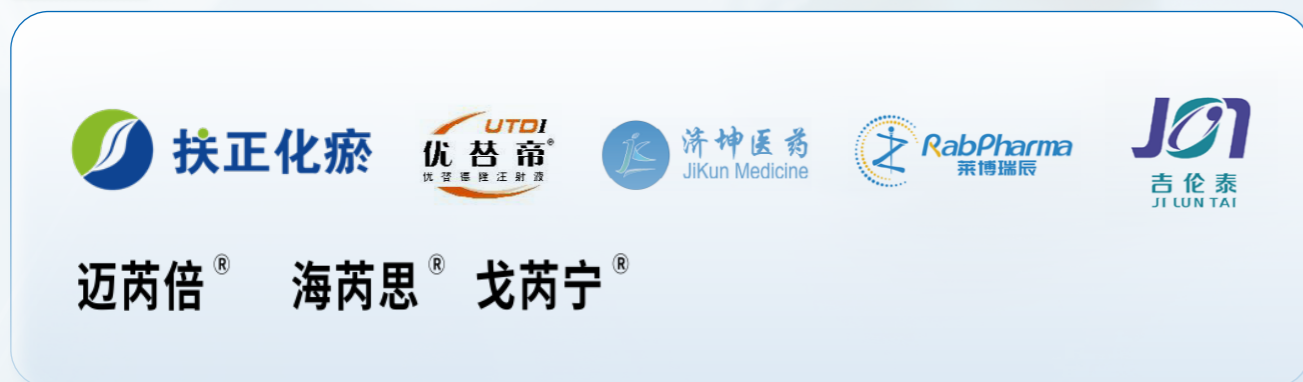 扶正化瘀
UTDI
优替帝®
优替德隆注射液
济坤医药
JiKun Medicine
RabPharma
莱博瑞辰
吉伦泰
JI LUN TAI
迈芮倍®
海芮思®
戈芮宁®